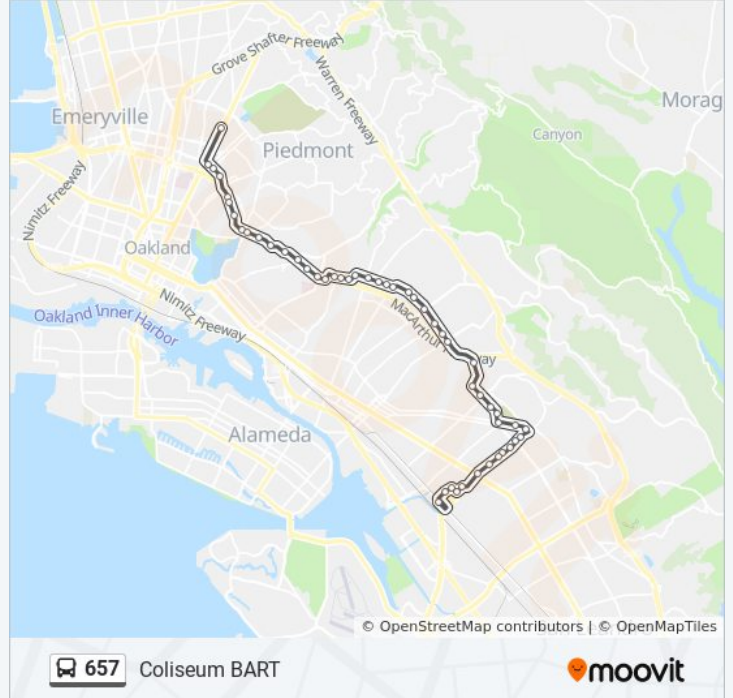 Grove Shafter Freeway
Emeryville
Warren Freeway
Morag
Canyon
Piedmont
Nimitz Freeway
Oakland
Oakland Inner Harbor
Nimitz Freeway
MacArthur
way
Alameda
© OpenStreetMap contributors | © OpenMapTiles
657 Coliseum BART
moovit